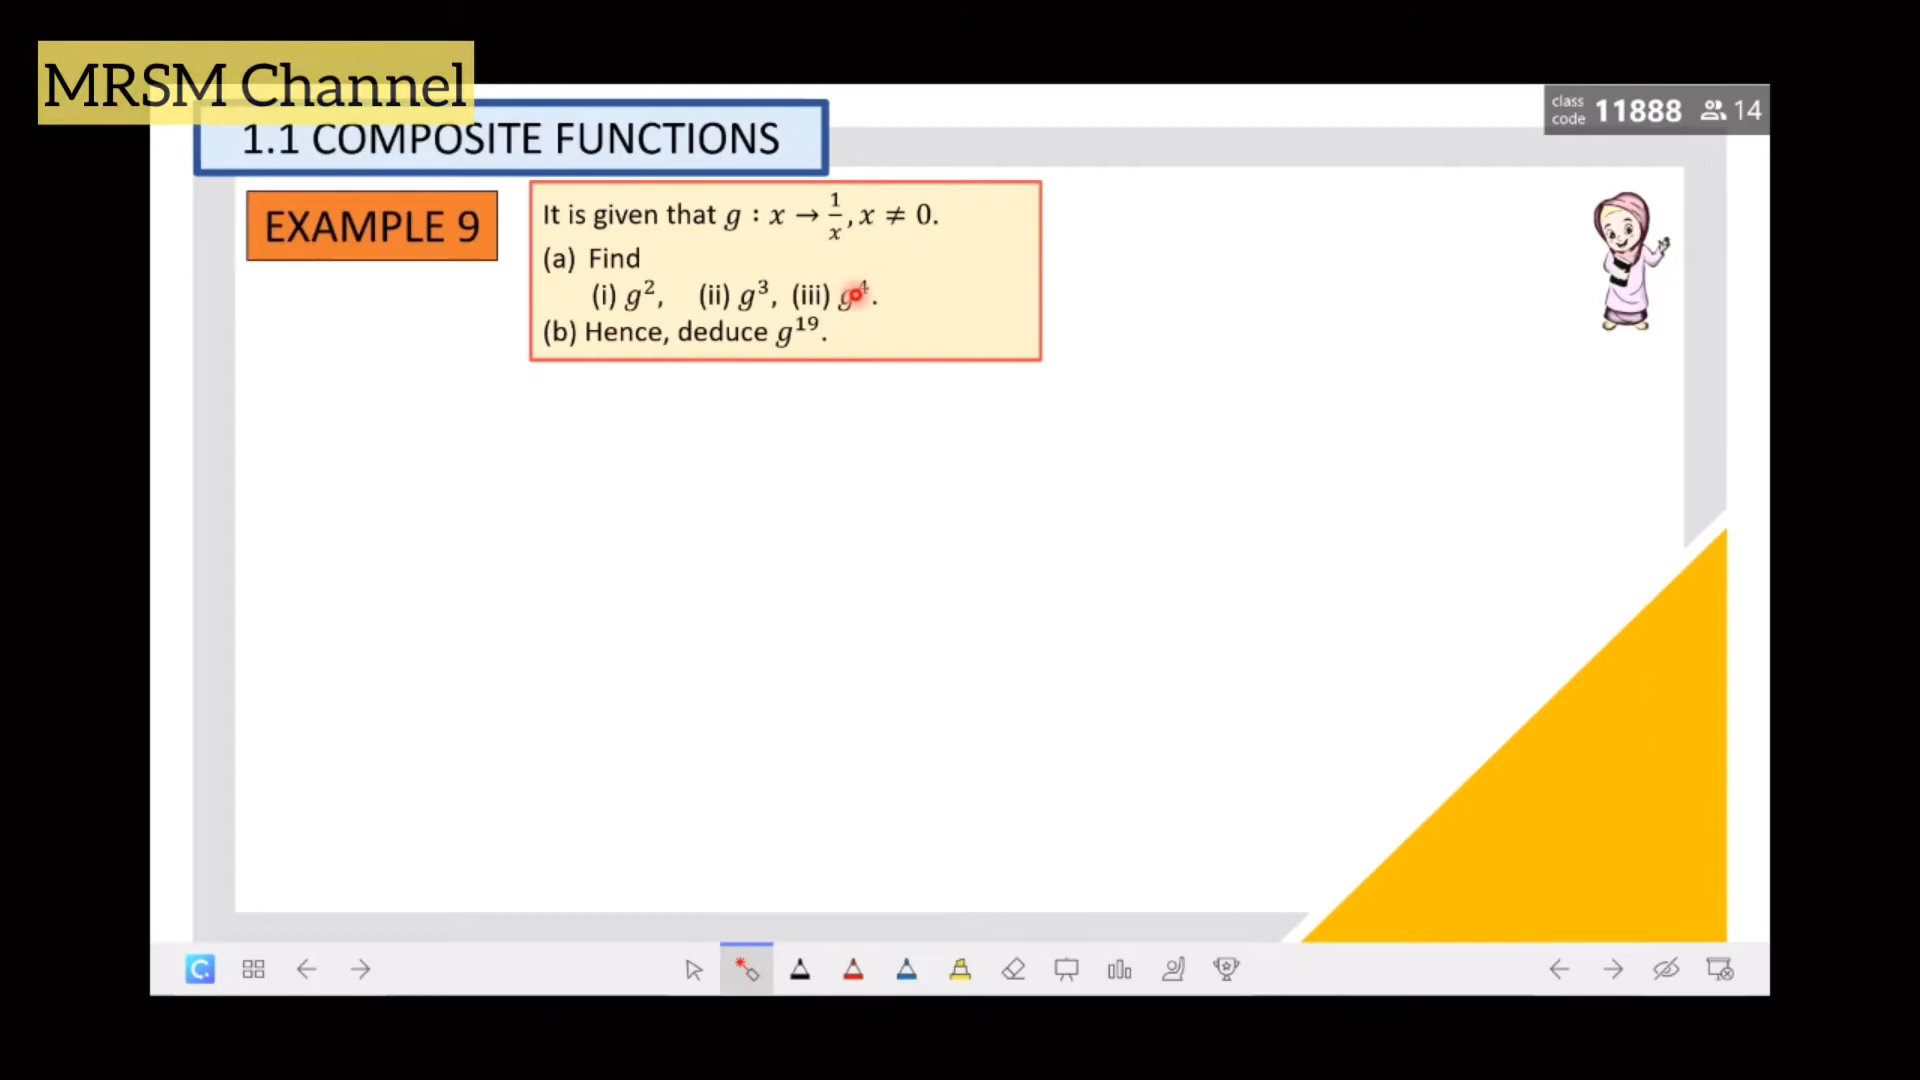 MRSM Channel
class code 11888 14
1.1 COMPOSITE FUNCTIONS
EXAMPLE 9
It is given that g : x → 1/x, x ≠ 0.
(a) Find
(i) g², (ii) g³, (iii) g⁴.
(b) Hence, deduce g¹⁹.